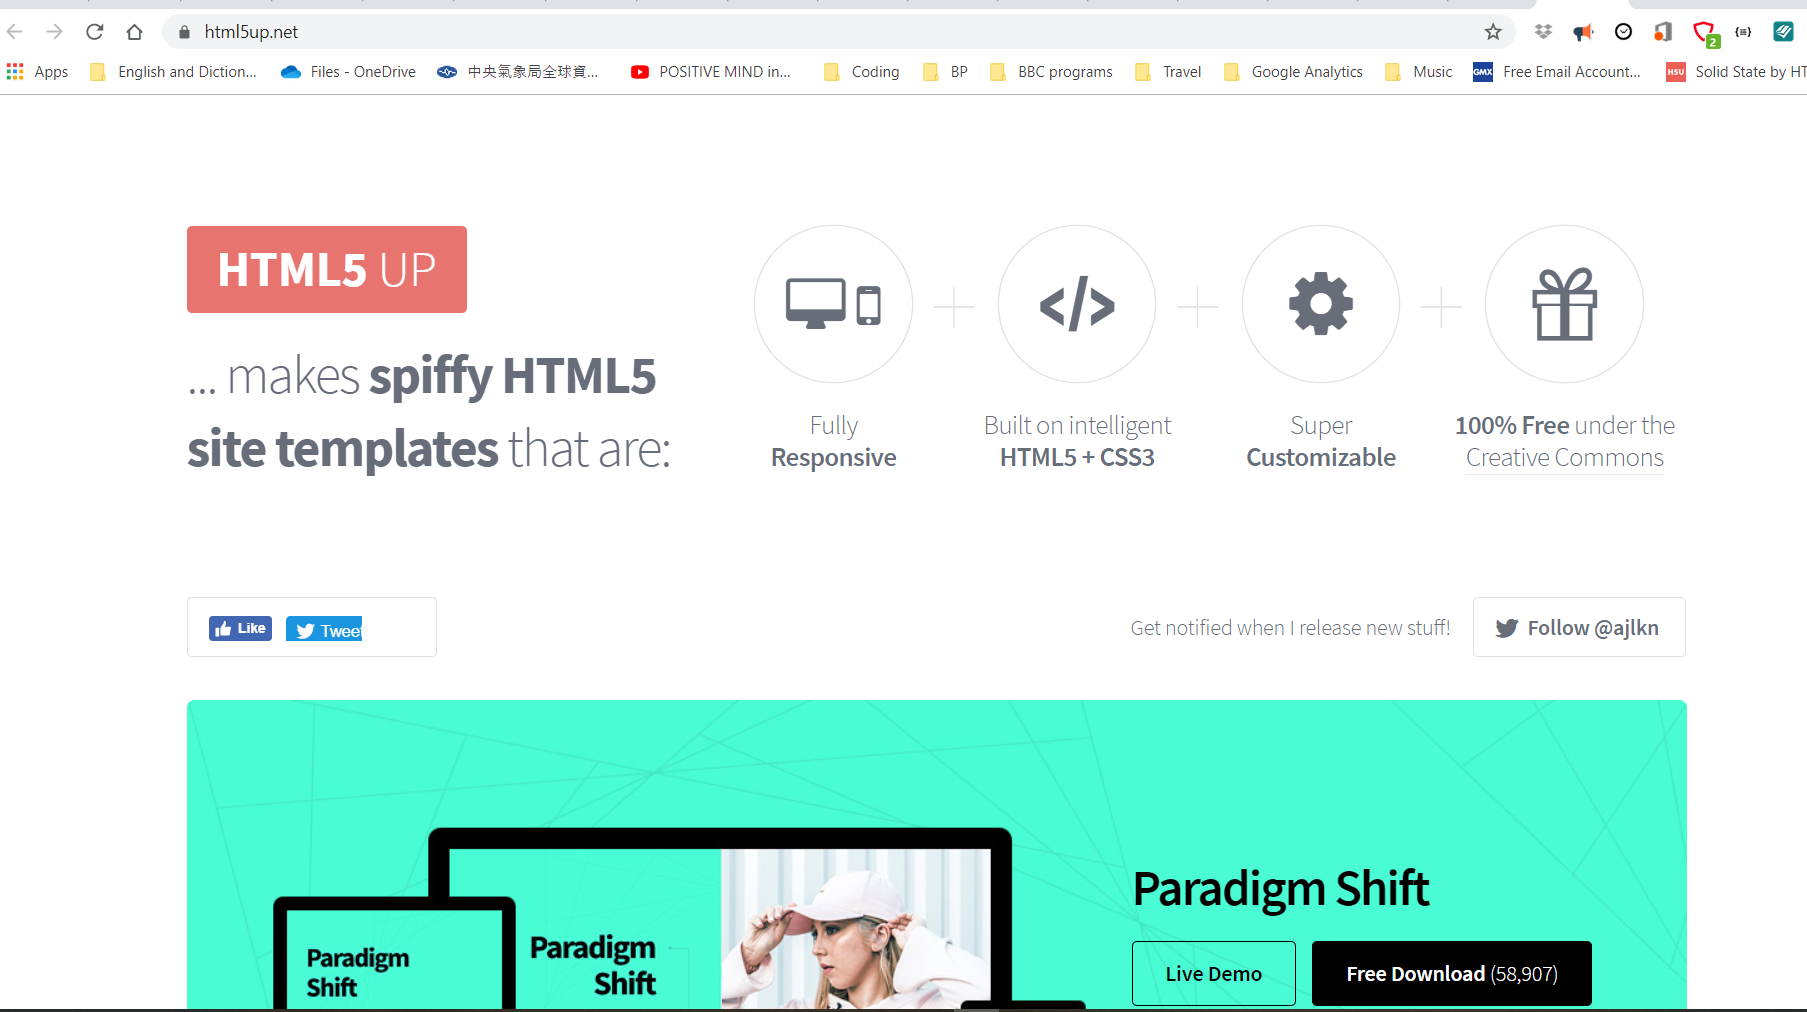 html5up.net
2
Apps
English and Diction...
Files - OneDrive
中央氣象局全球資...
POSITIVE MIND in...
Coding
BP
BBC programs
Travel
Google Analytics
Music
GMX
Free Email Account...
H5U
Solid State by HT
HTML5 UP
... makes spiffy HTML5
site templates that are:
</>
Fully
Responsive
Built on intelligent
HTML5 + CSS3
Super
Customizable
100% Free under the
Creative Commons
Like
Tweet
Get notified when I release new stuff!
Follow @ajlkn
Paradigm
Shift
Paradigm
Shift
Paradigm Shift
Live Demo
Free Download (58,907)